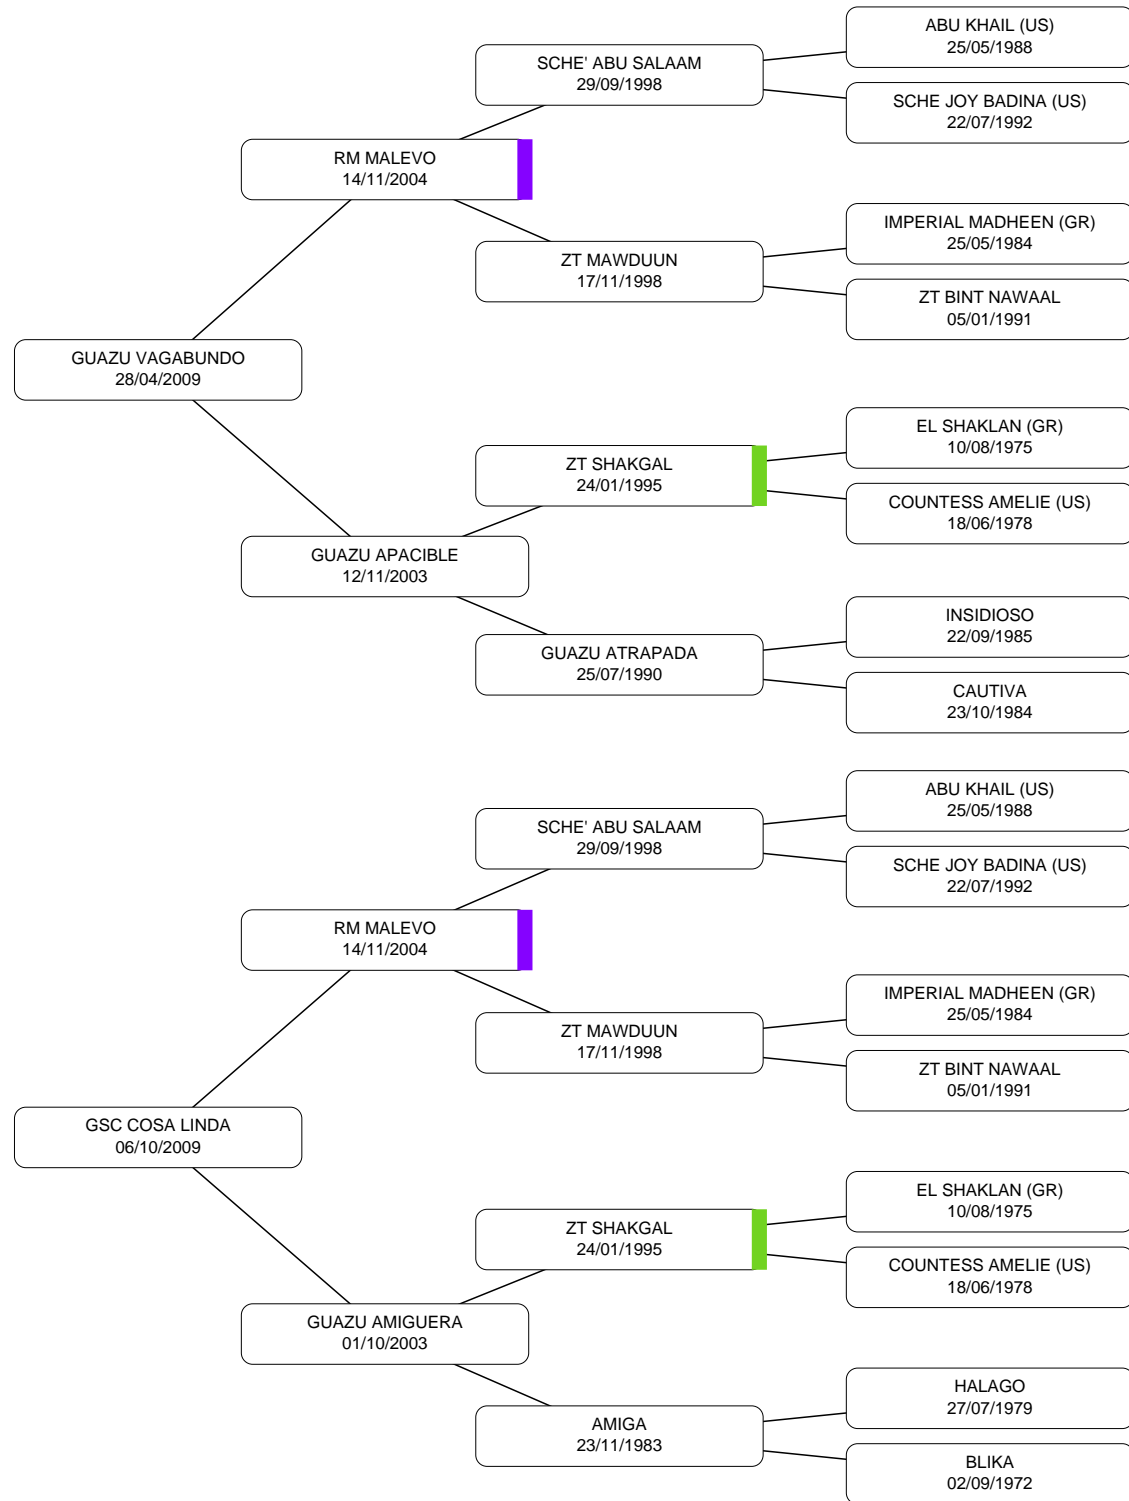 ABU KHAIL (US)
25/05/1988
SCHE' ABU SALAAM
29/09/1998
SCHE JOY BADINA (US)
22/07/1992
RM MALEVO
14/11/2004
IMPERIAL MADHEEN (GR)
25/05/1984
ZT MAWDUUN
17/11/1998
ZT BINT NAWAAL
05/01/1991
GUAZU VAGABUNDO
28/04/2009
EL SHAKLAN (GR)
10/08/1975
ZT SHAKGAL
24/01/1995
COUNTESS AMELIE (US)
18/06/1978
GUAZU APACIBLE
12/11/2003
INSIDIOSO
22/09/1985
GUAZU ATRAPADA
25/07/1990
CAUTIVA
23/10/1984
ABU KHAIL (US)
25/05/1988
SCHE' ABU SALAAM
29/09/1998
SCHE JOY BADINA (US)
22/07/1992
RM MALEVO
14/11/2004
IMPERIAL MADHEEN (GR)
25/05/1984
ZT MAWDUUN
17/11/1998
ZT BINT NAWAAL
05/01/1991
GSC COSA LINDA
06/10/2009
EL SHAKLAN (GR)
10/08/1975
ZT SHAKGAL
24/01/1995
COUNTESS AMELIE (US)
18/06/1978
GUAZU AMIGUERA
01/10/2003
HALAGO
27/07/1979
AMIGA
23/11/1983
BLIKA
02/09/1972